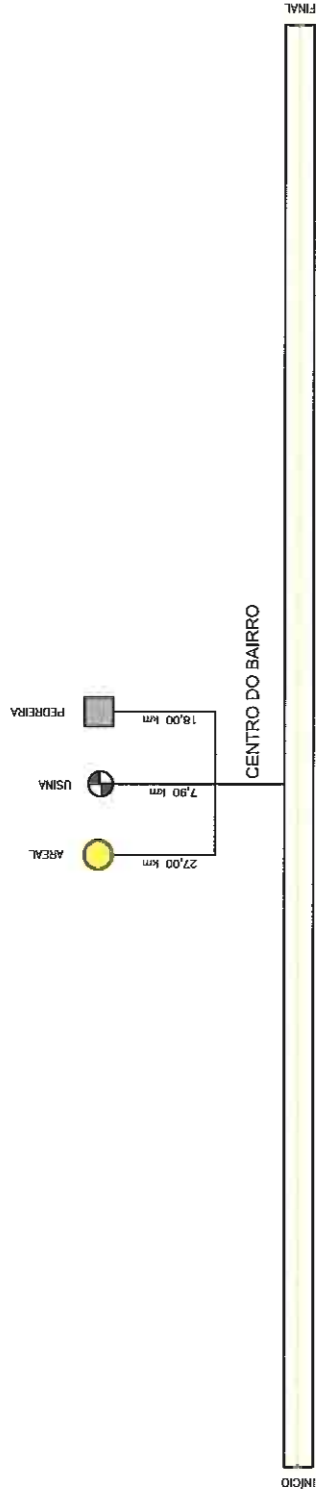 FINAL
PEDREIRA
18,00 km
USINA
7,90 km
AREAL
27,00 km
CENTRO DO BAIRRO
INÍCIO